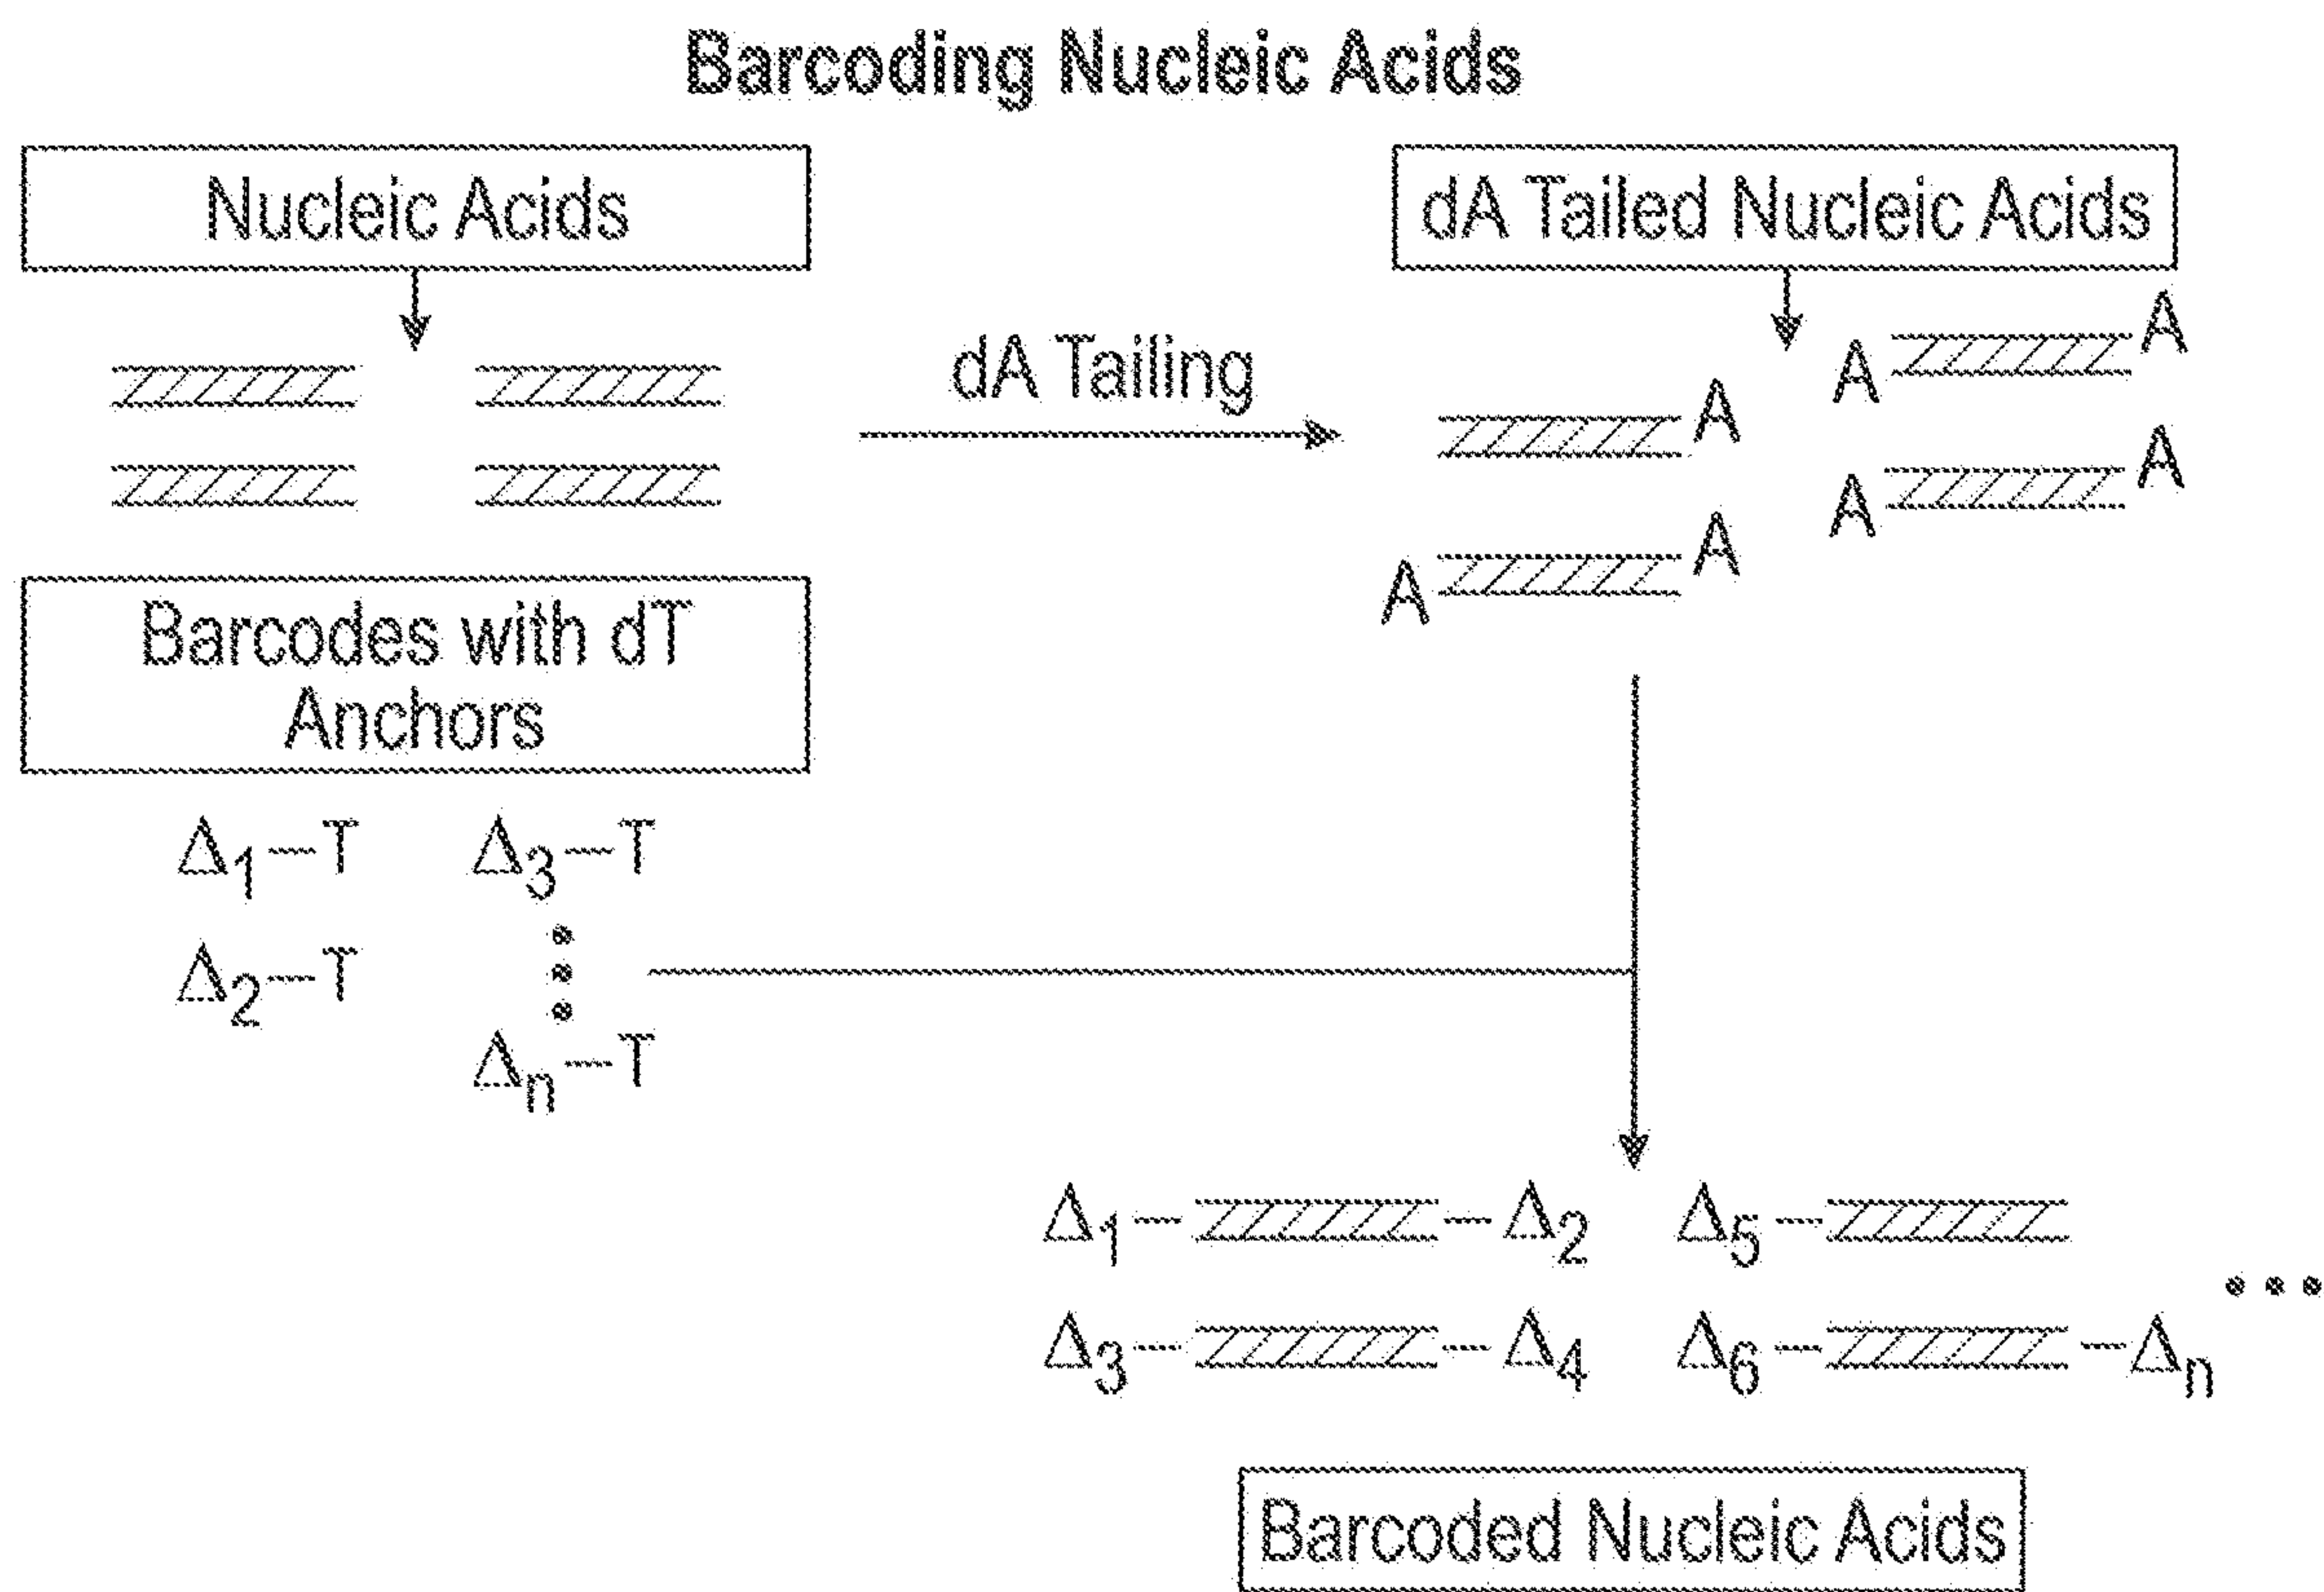 Barcoding Nucleic Acids
Nucleic Acids
dA Tailed Nucleic Acids
dA Tailing
A
A
A
A
A
A
A
Barcodes with dT
Anchors
Δ1–T Δ3–T
Δ2–T
Δn–T
Δ1– –Δ2 Δ5–
Δ3– –Δ4 Δ6– –Δn
Barcoded Nucleic Acids